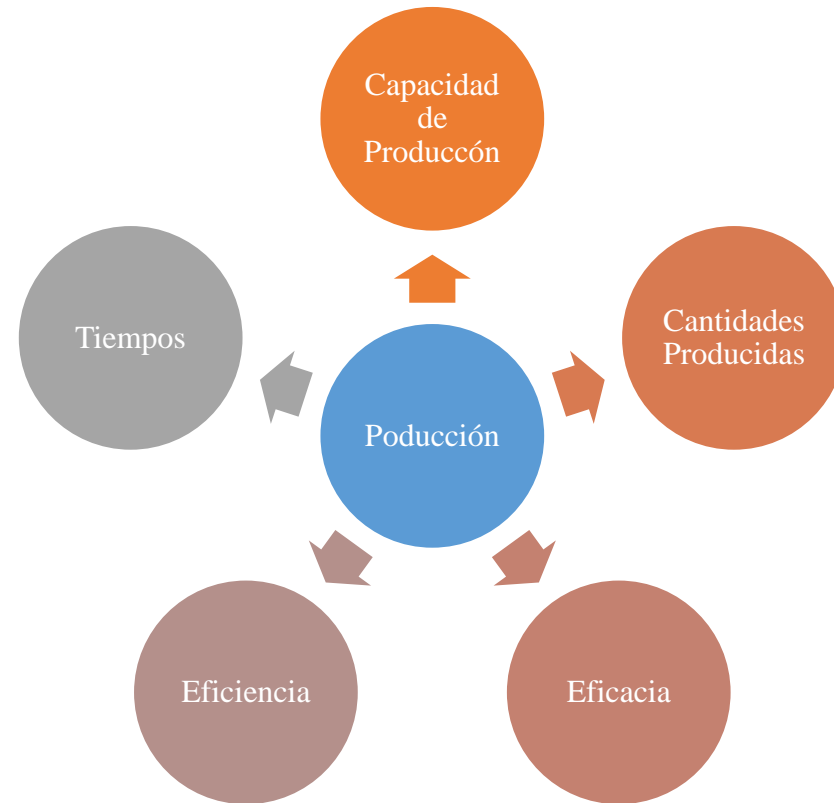 Capacidad
de
Produccón
Tiempos
Cantidades
Producidas
Poducción
Eficiencia
Eficacia